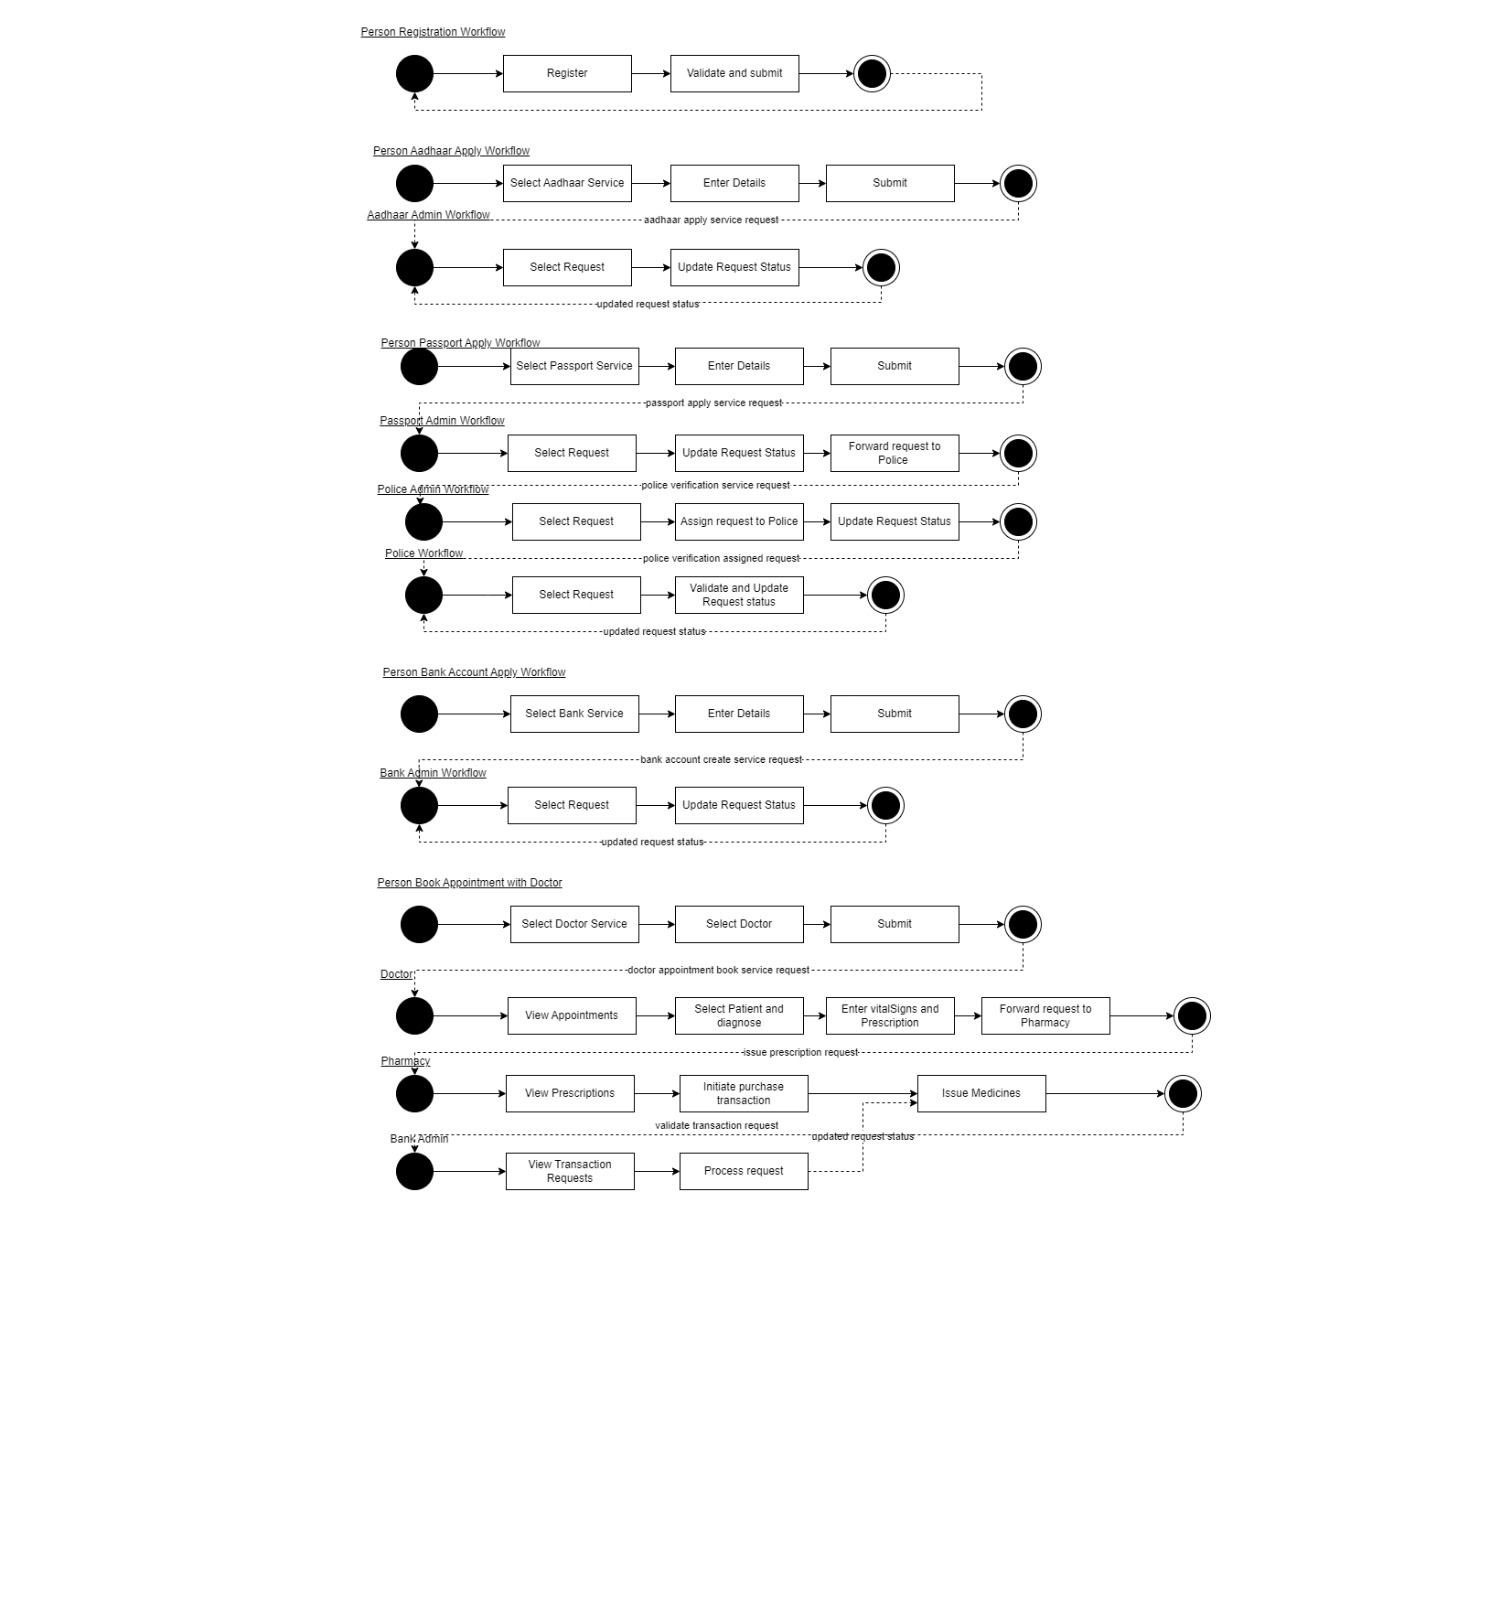 Person Registration Workflow
Register
Validate and submit
Person Aadhaar Apply Workflow
Select Aadhaar Service
Enter Details
Submit
Aadhaar Admin Workflow
aadhaar apply service request
Select Request
Update Request Status
updated request status
Person Passport Apply Workflow
Select Passport Service
Enter Details
Submit
passport apply service request
Passport Admin Workflow
Select Request
Update Request Status
Forward request to
Police
police verification service request
Police Admin Workflow
Select Request
Assign request to Police
Update Request Status
Police Workflow
police verification assigned request
Select Request
Validate and Update
Request status
updated request status
Person Bank Account Apply Workflow
Select Bank Service
Enter Details
Submit
bank account create service request
Bank Admin Workflow
Select Request
Update Request Status
updated request status
Person Book Appointment with Doctor
Select Doctor Service
Select Doctor
Submit
doctor appointment book service request
Doctor
View Appointments
Select Patient and
diagnose
Enter vitalSigns and
Prescription
Forward request to
Pharmacy
issue prescription request
Pharmacy
View Prescriptions
Initiate purchase
transaction
Issue Medicines
validate transaction request
updated request status
Bank Admin
View Transaction
Requests
Process request